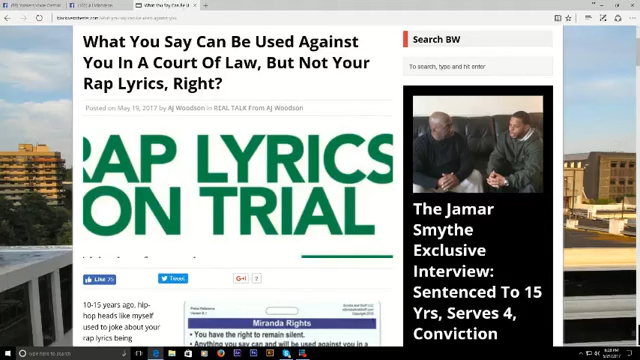 What You Say Can Be Used Against
You In A Court Of Law, But Not Your
Rap Lyrics, Right?
Posted on May 19, 2017 by AJ Woodson in REAL TALK From AJ Woodson
RAP LYRICS
ON TRIAL
Like 75
Tweet
G+
10-15 years ago, hip-
hop heads like myself
used to joke about your
rap lyrics being
Miranda Rights
• You have the right to remain silent.
• Anything you say can and will be used against you in a
Search BW
To search, type and hit enter
The Jamar
Smythe
Exclusive
Interview:
Sentenced To 15
Yrs, Serves 4,
Conviction
Type here to search